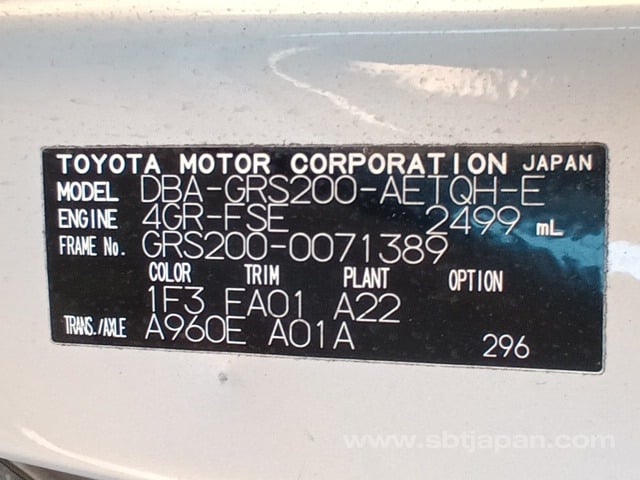 TOYOTA MOTOR CORPORATION JAPAN
MODEL DBA-GRS200-AETQH-E
ENGINE 4GR-FSE 2499 mL
FRAME No. GRS200-0071389
COLOR TRIM PLANT OPTION
1F3 FA01 A22
TRANS./AXLE A960E A01A 296
www.sbtjapan.com